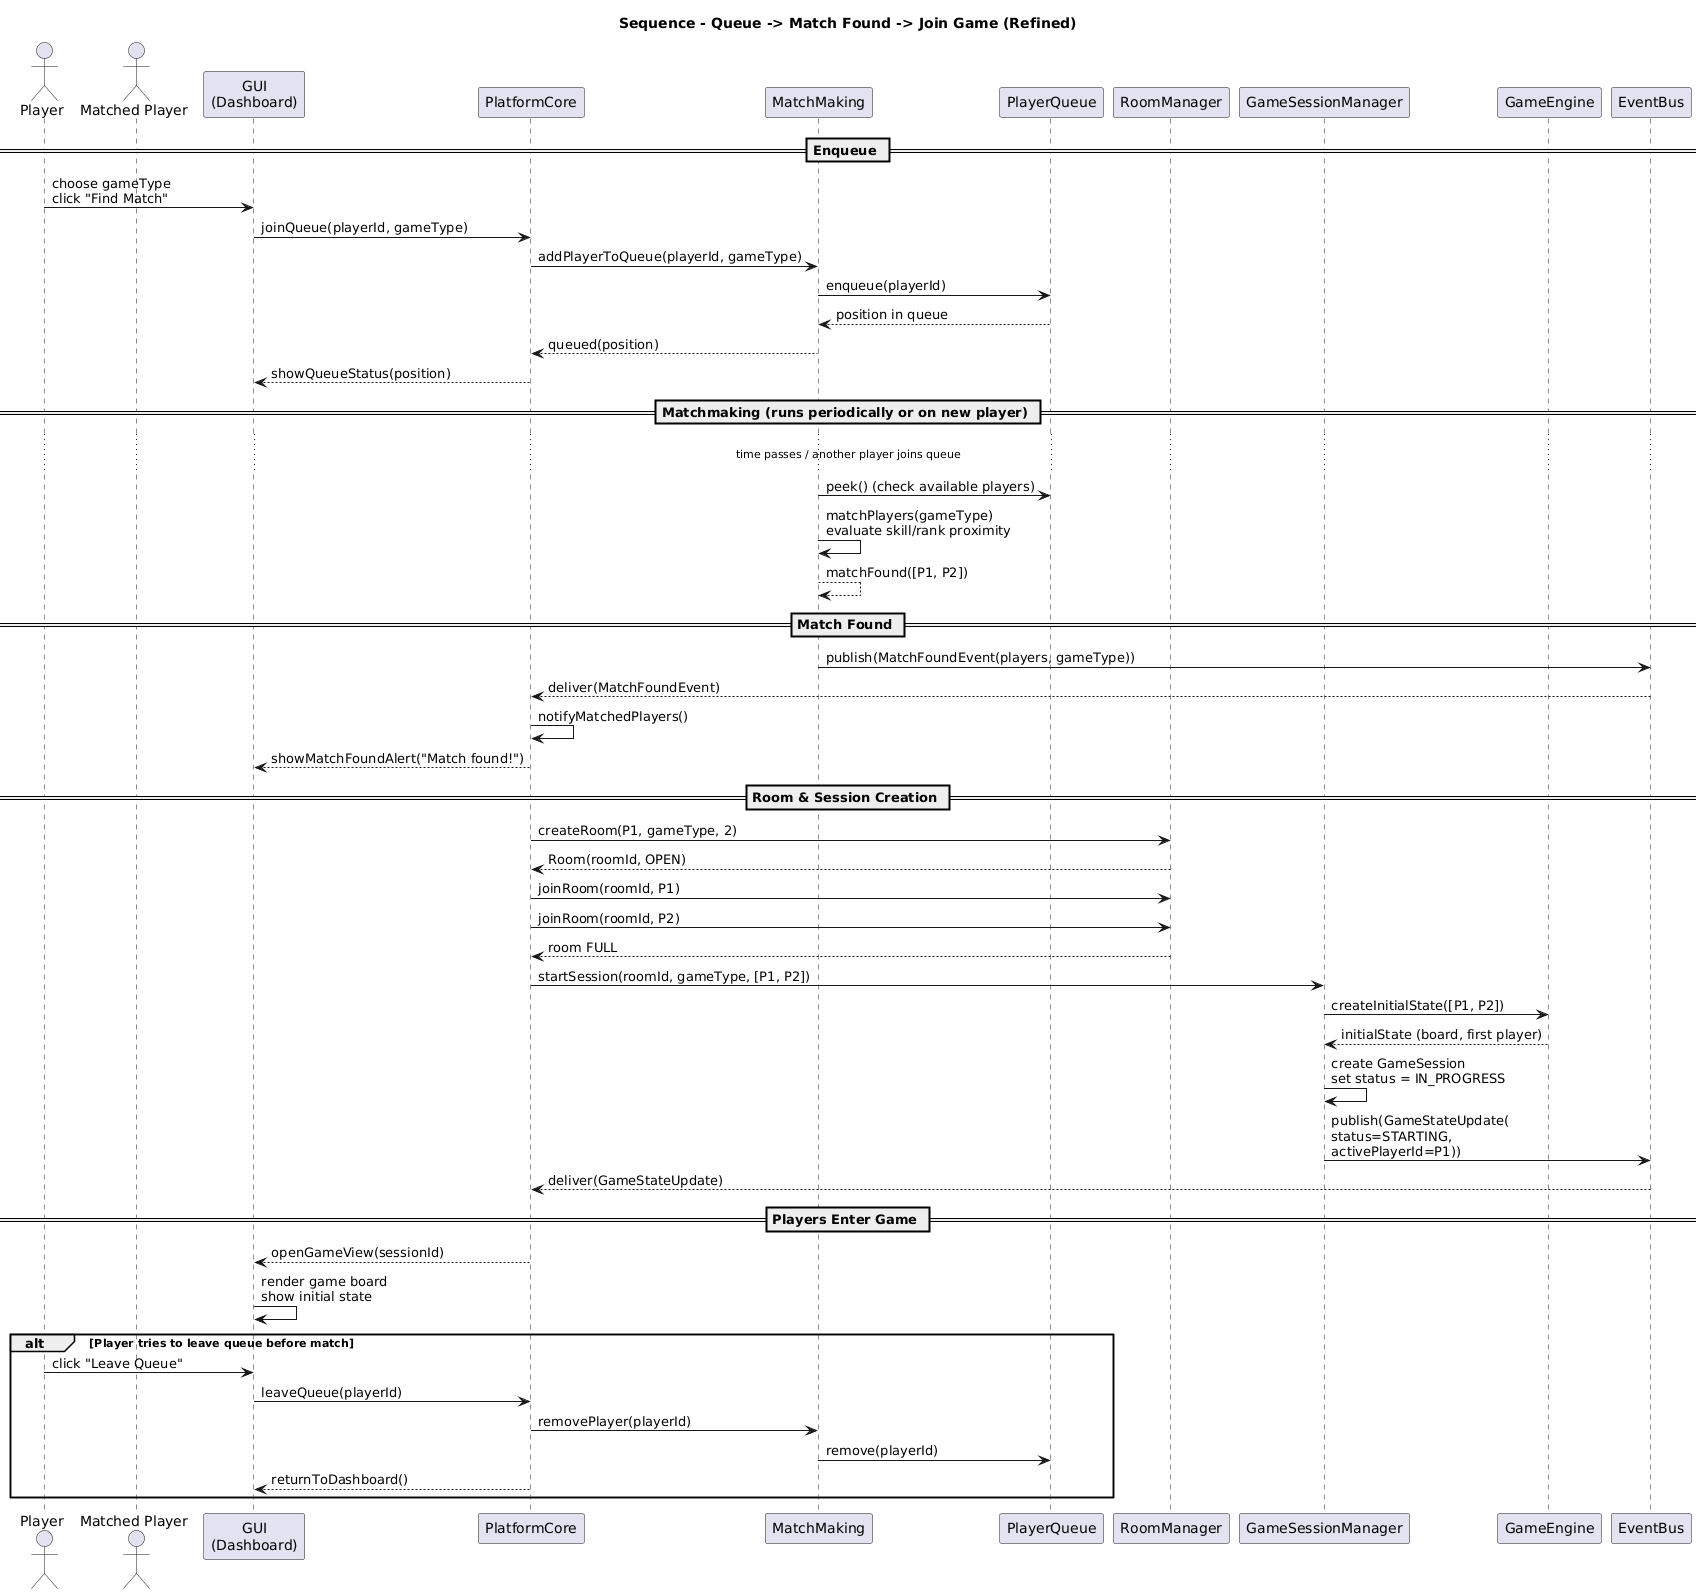 Sequence - Queue -> Match Found -> Join Game (Refined)
Player
Matched Player
GUI
(Dashboard)
PlatformCore
MatchMaking
PlayerQueue
RoomManager
GameSessionManager
GameEngine
EventBus
Enqueue
choose gameType
click "Find Match"
joinQueue(playerId, gameType)
addPlayerToQueue(playerId, gameType)
enqueue(playerId)
position in queue
queued(position)
showQueueStatus(position)
Matchmaking (runs periodically or on new player)
time passes / another player joins queue
peek() (check available players)
matchPlayers(gameType)
evaluate skill/rank proximity
matchFound([P1, P2])
Match Found
publish(MatchFoundEvent(players, gameType))
deliver(MatchFoundEvent)
notifyMatchedPlayers()
showMatchFoundAlert("Match found!")
Room & Session Creation
createRoom(P1, gameType, 2)
Room(roomId, OPEN)
joinRoom(roomId, P1)
joinRoom(roomId, P2)
room FULL
startSession(roomId, gameType, [P1, P2])
createInitialState([P1, P2])
initialState (board, first player)
create GameSession
set status = IN_PROGRESS
publish(GameStateUpdate(
status=STARTING,
activePlayerId=P1))
deliver(GameStateUpdate)
Players Enter Game
openGameView(sessionId)
render game board
show initial state
alt [Player tries to leave queue before match]
click "Leave Queue"
leaveQueue(playerId)
removePlayer(playerId)
remove(playerId)
returnToDashboard()
Player
Matched Player
GUI
(Dashboard)
PlatformCore
MatchMaking
PlayerQueue
RoomManager
GameSessionManager
GameEngine
EventBus